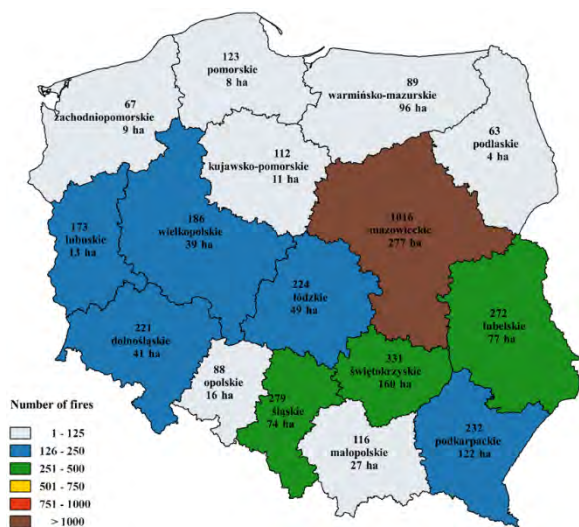 123
pomorskie
8 ha
89
warmińsko-mazurskie
96 ha
67
zachodniopomorskie
9 ha
63
podlaskie
4 ha
112
kujawsko-pomorskie
11 ha
173
lubuskie
13 ha
186
wielkopolskie
39 ha
1016
mazowieckie
277 ha
224
łódzkie
49 ha
272
lubelskie
77 ha
221
dolnośląskie
41 ha
88
opolskie
16 ha
279
śląskie
74 ha
331
świętokrzyskie
160 ha
116
małopolskie
27 ha
232
podkarpackie
122 ha
Number of fires
1 - 125
126 - 250
251 - 500
501 - 750
751 - 1000
> 1000